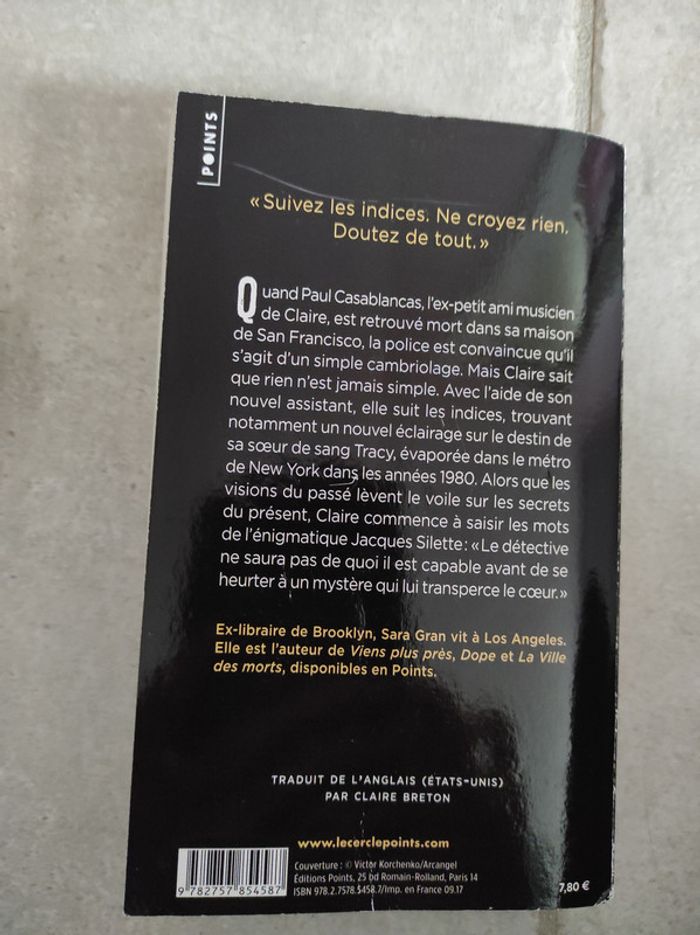 POINTS
« Suivez les indices. Ne croyez rien.
Doutez de tout. »
Quand Paul Casablancas, l'ex-petit ami musicien
de Claire, est retrouvé mort dans sa maison
de San Francisco, la police est convaincue qu'il
s'agit d'un simple cambriolage. Mais Claire sait
que rien n'est jamais simple. Avec l'aide de son
nouvel assistant, elle suit les indices, trouvant
notamment un nouvel éclairage sur le destin de
sa sœur de sang Tracy, évaporée dans le métro
de New York dans les années 1980. Alors que les
visions du passé lèvent le voile sur les secrets
du présent, Claire commence à saisir les mots
de l'énigmatique Jacques Silette : « Le détective
ne saura pas de quoi il est capable avant de se
heurter à un mystère qui lui transperce le cœur. »
Ex-libraire de Brooklyn, Sara Gran vit à Los Angeles.
Elle est l'auteur de Viens plus près, Dope et La Ville
des morts, disponibles en Points.
TRADUIT DE L'ANGLAIS (ÉTATS-UNIS)
PAR CLAIRE BRETON
www.lecerclepoints.com
Couverture : © Victor Korchenko/Arcangel
Éditions Points, 25 bd Romain-Rolland, Paris 14
ISBN 978.2.7578.5458.7/Imp. en France 09.17
9 782757 854587
7,80 €